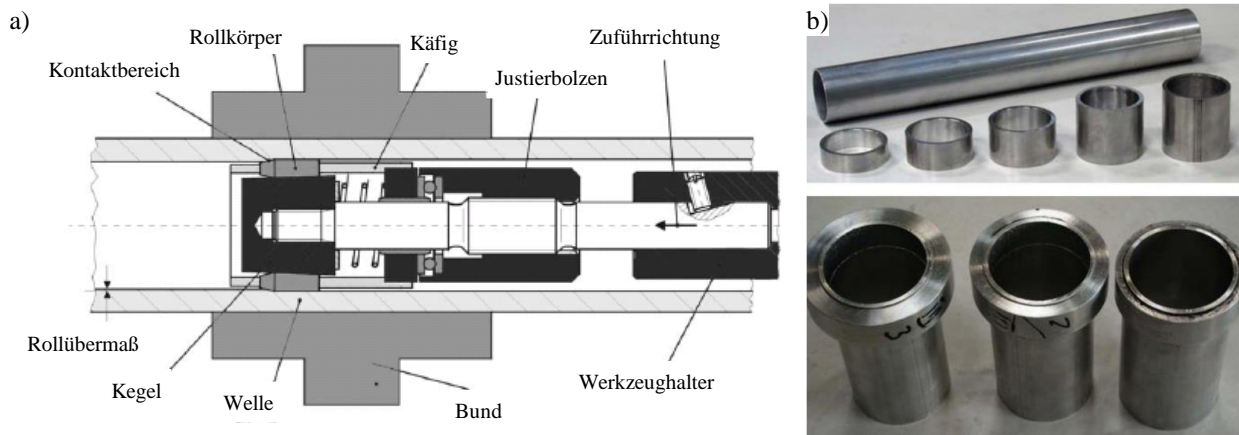 a)
Rollkörper
Käfig
Zuführrichtung
Kontaktbereich
Justierbolzen
Rollübermaß
Kegel
Welle
Bund
Werkzeughalter
b)